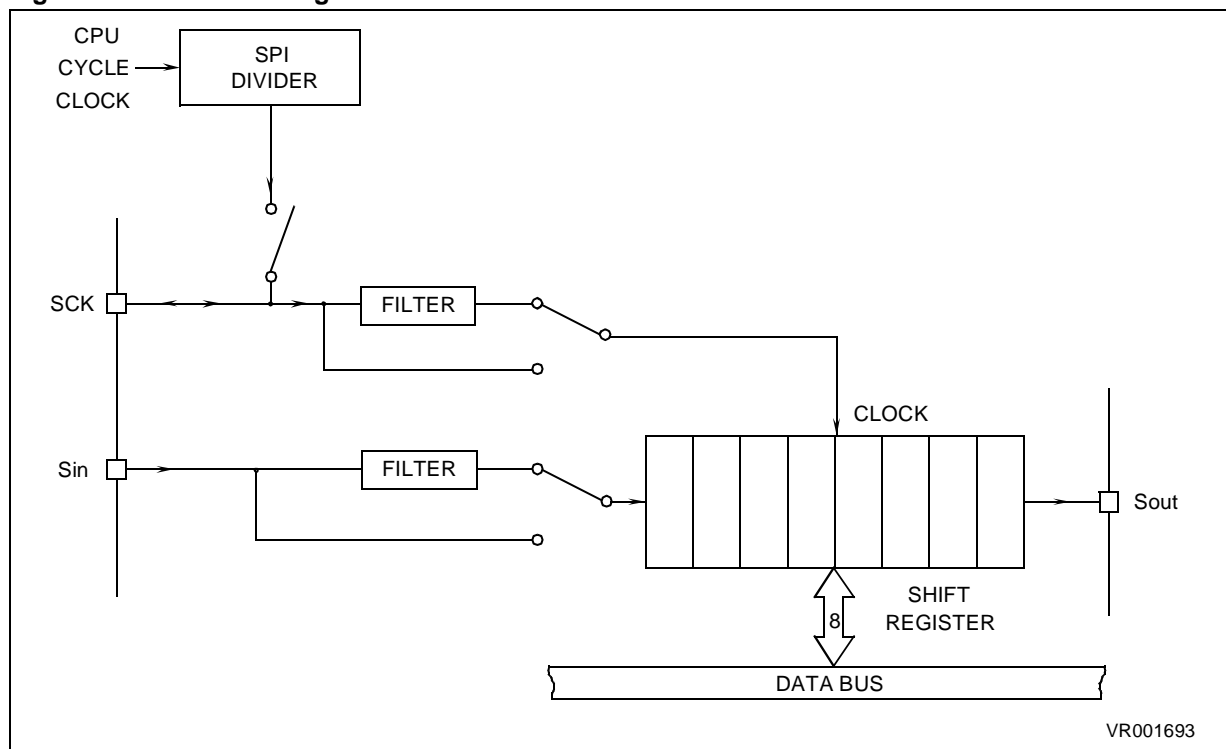 CPU
CYCLE
CLOCK
SPI
DIVIDER
SCK
FILTER
CLOCK
Sin
FILTER
Sout
SHIFT
REGISTER
8
DATA BUS
VR001693